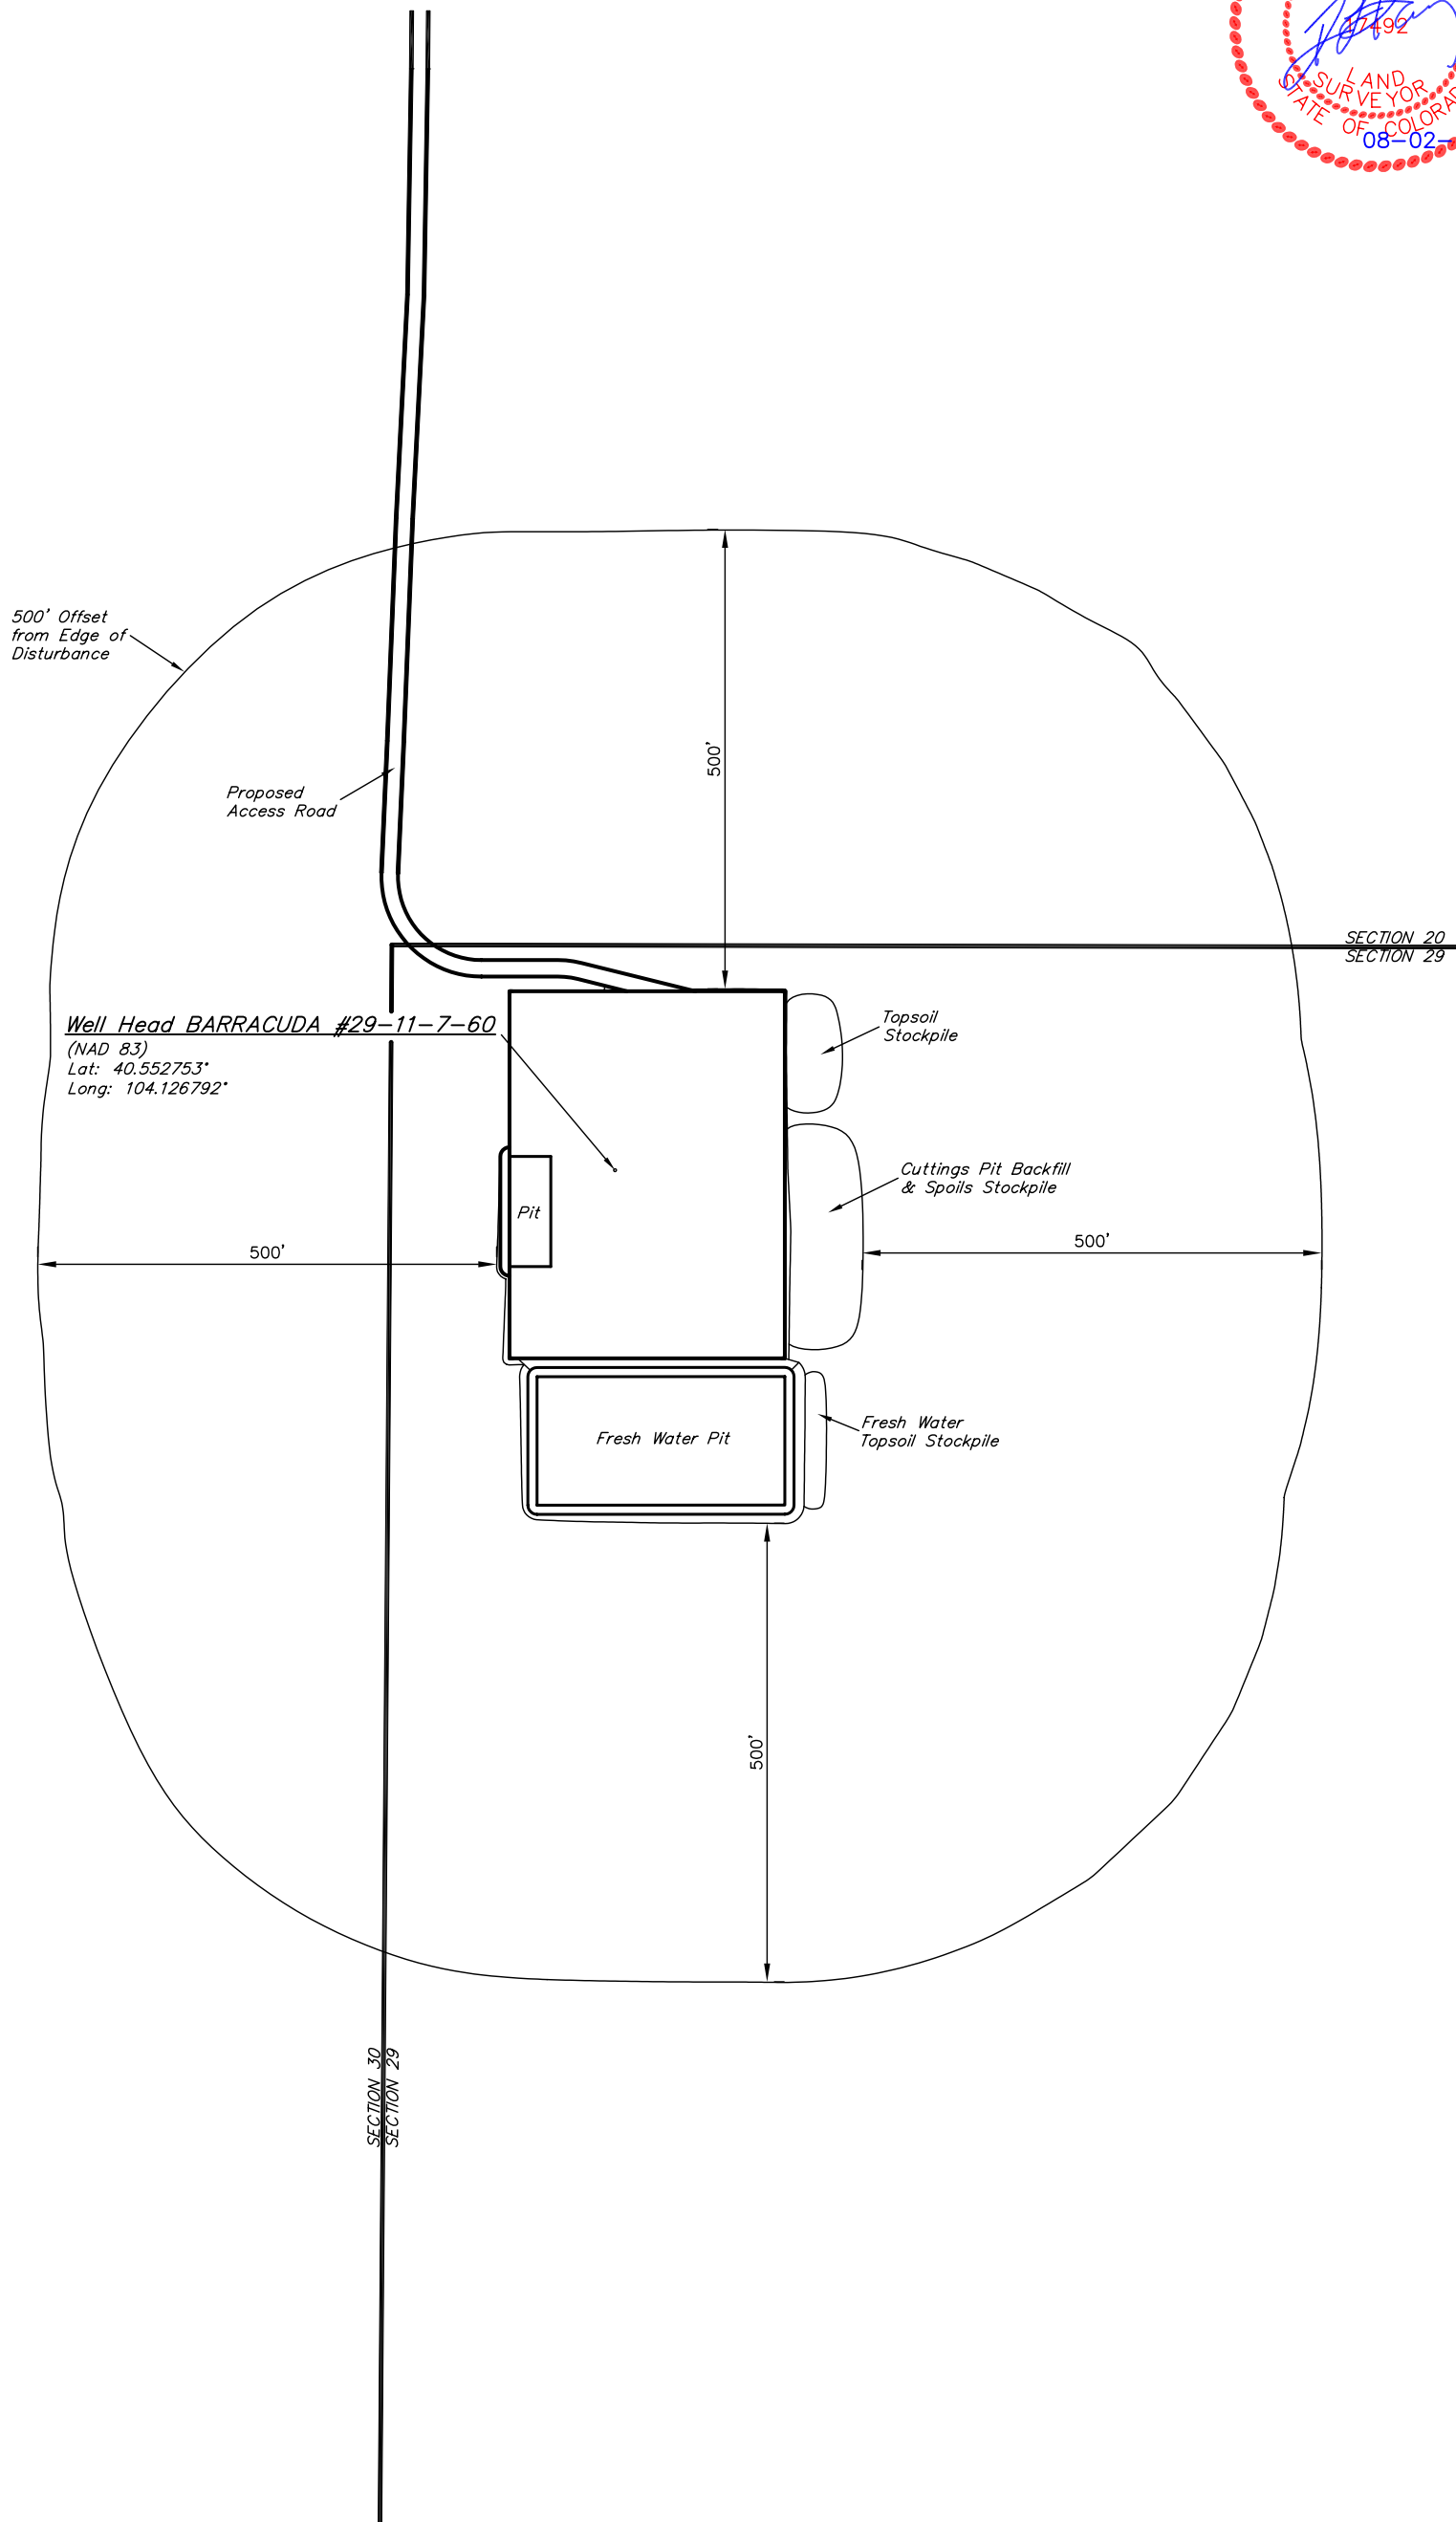 17492
LAND
SURVEYOR
STATE OF COLORA
08-02-
500' Offset
from Edge of
Disturbance
500'
Proposed
Access Road
SECTION 20
SECTION 29
Well Head BARRACUDA #29-11-7-60
(NAD 83)
Lat: 40.552753°
Long: 104.126792°
Topsoil
Stockpile
Cuttings Pit Backfill
& Spoils Stockpile
Pit
500'
500'
Fresh Water Pit
Fresh Water
Topsoil Stockpile
500'
SECTION 30
SECTION 29